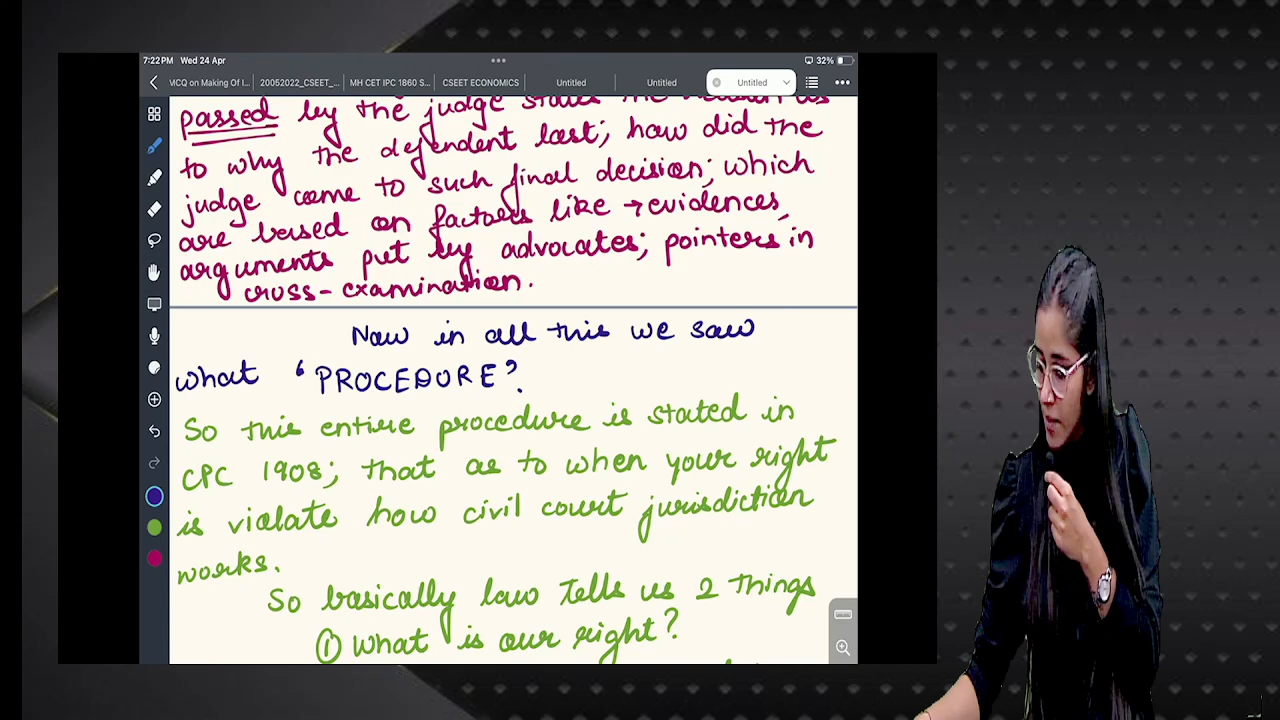 7:22 PM Wed 24 Apr
32%
MCQ on Making Of I...
20052022_CSEET_...
MH CET IPC 1860 S...
CSEET ECONOMICS
Untitled
Untitled
Untitled
passed by the judge states the
to why the dependent last; how did the
judge come to such final decision; which
are based on factors like → evidences,
arguments put by advocates; pointers in
cross-examination.
Now in all this we saw
what 'PROCEDURE'?
So this entire procedure is stated in
CPC 1908; that as to when your right
is violate how civil court jurisdiction
works.
So basically law tells us 2 things
① What is our right?